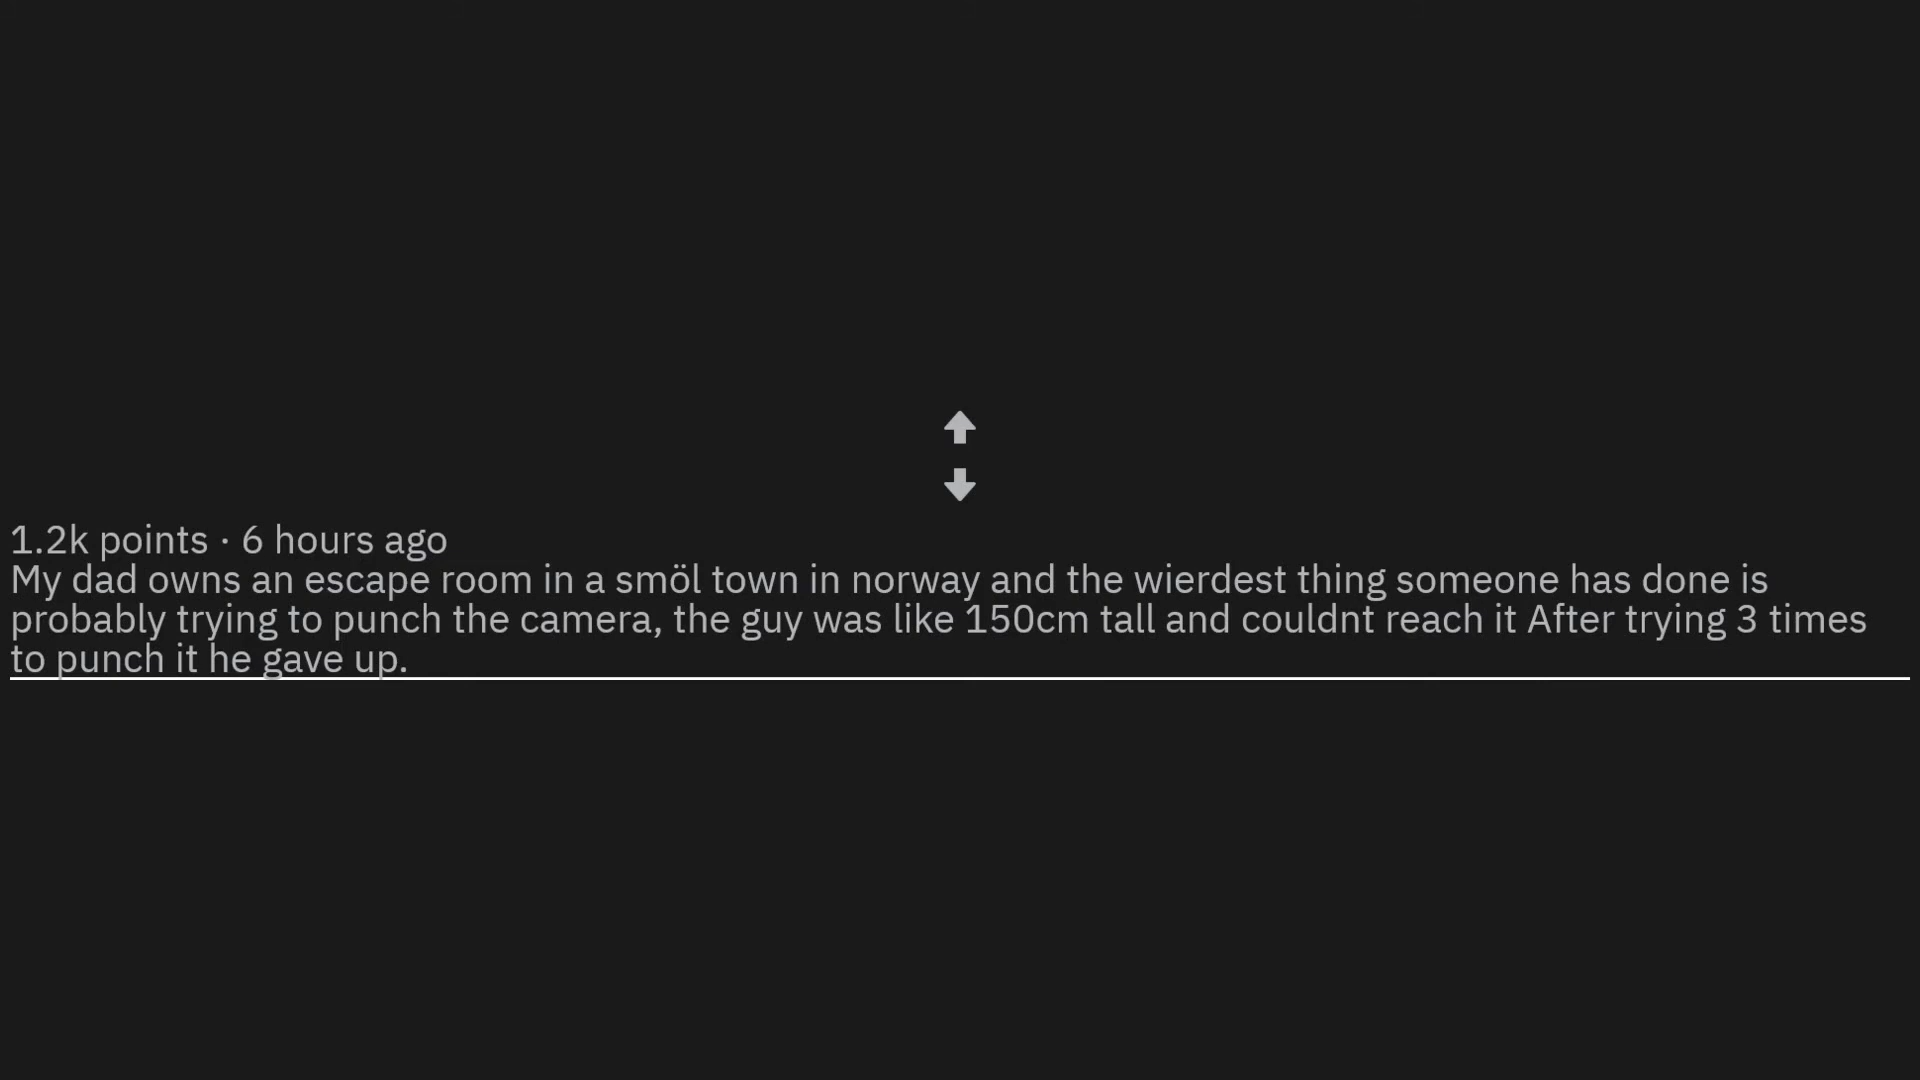 1.2k points · 6 hours ago
My dad owns an escape room in a smöl town in norway and the wierdest thing someone has done is
probably trying to punch the camera, the guy was like 150cm tall and couldnt reach it After trying 3 times
to punch it he gave up.